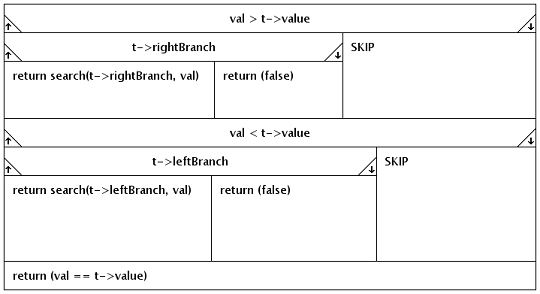 val > t->value
t->rightBranch
SKIP
return search(t->rightBranch, val)
return (false)
val < t->value
t->leftBranch
SKIP
return search(t->leftBranch, val)
return (false)
return (val == t->value)